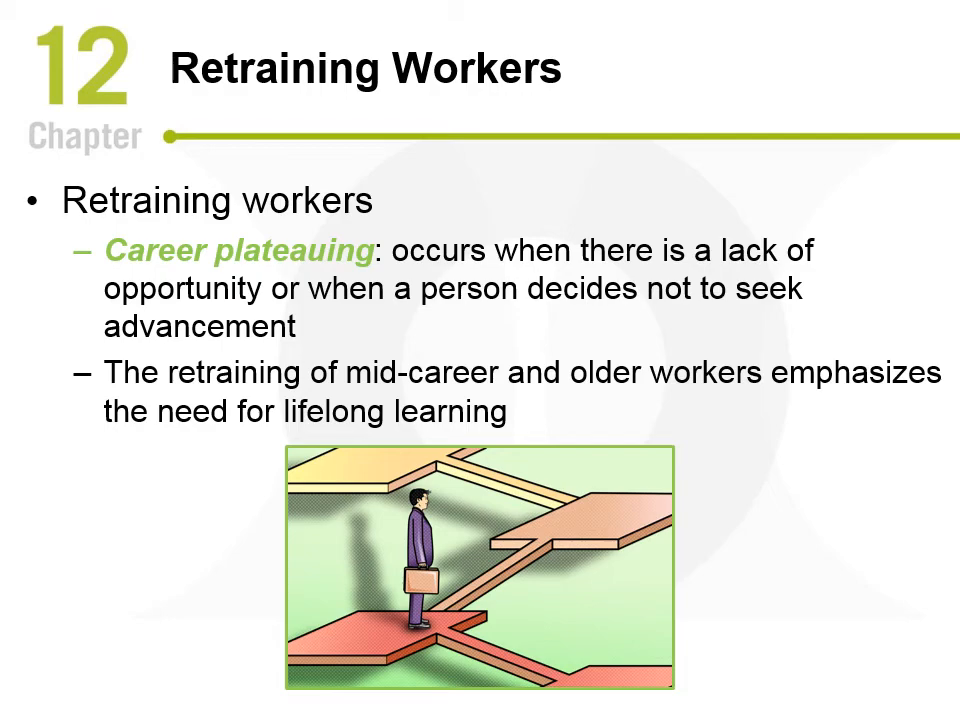 12
Chapter
Retraining Workers
• Retraining workers
– Career plateauing: occurs when there is a lack of
opportunity or when a person decides not to seek
advancement
– The retraining of mid-career and older workers emphasizes
the need for lifelong learning